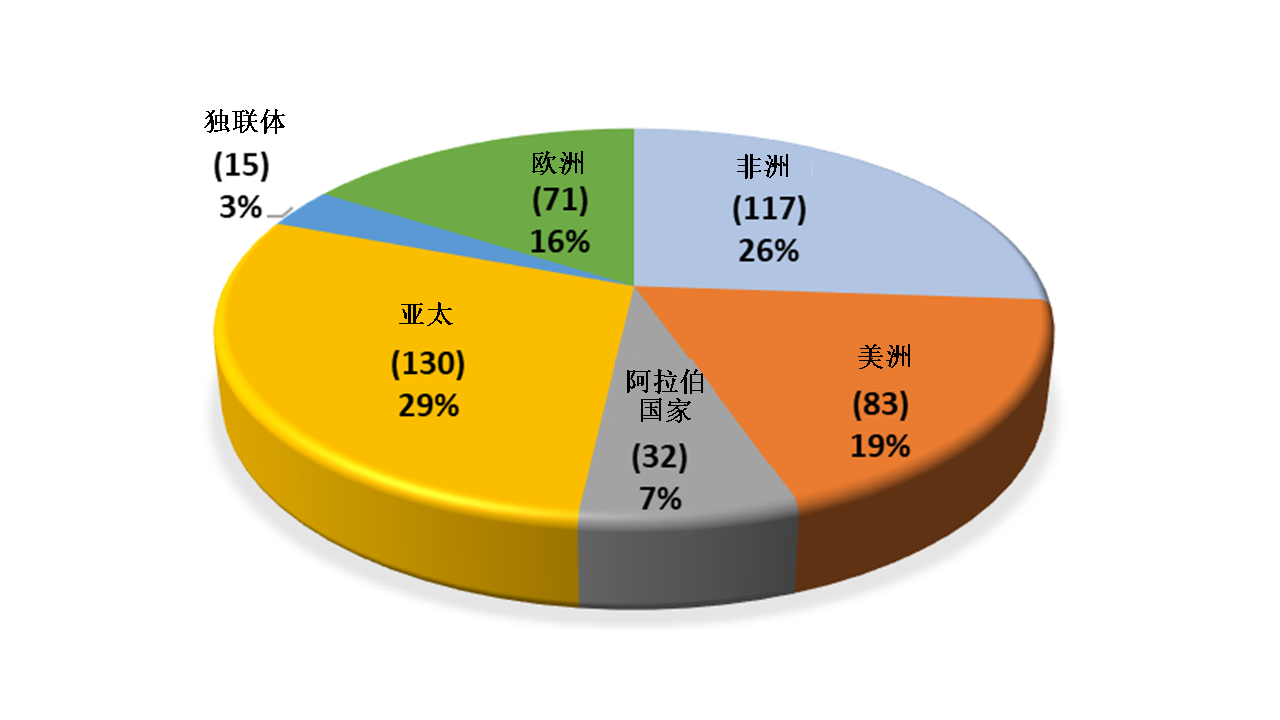 独联体
(15)
3%
欧洲
(71)
16%
非洲
(117)
26%
亚太
(130)
29%
阿拉伯
国家
(32)
7%
美洲
(83)
19%